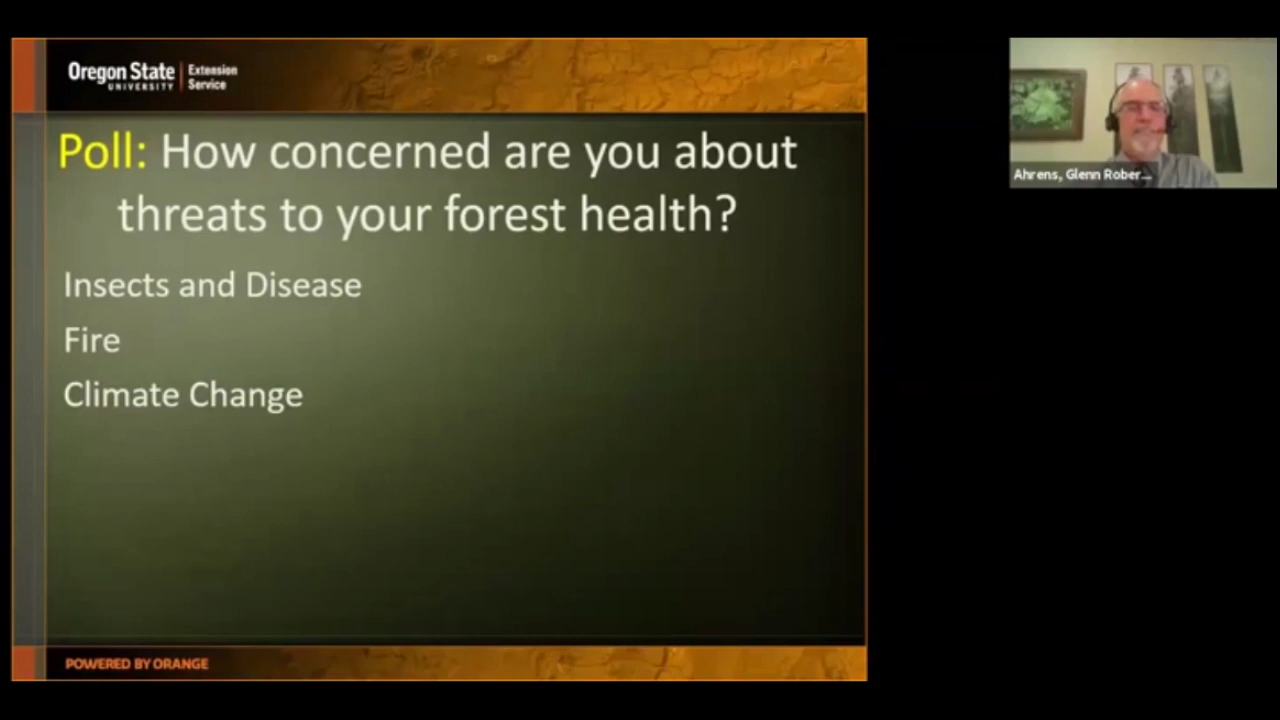 Oregon State
UNIVERSITY
Extension
Service
Poll: How concerned are you about
threats to your forest health?
Insects and Disease
Fire
Climate Change
POWERED BY ORANGE
Ahrens, Glenn Rober...